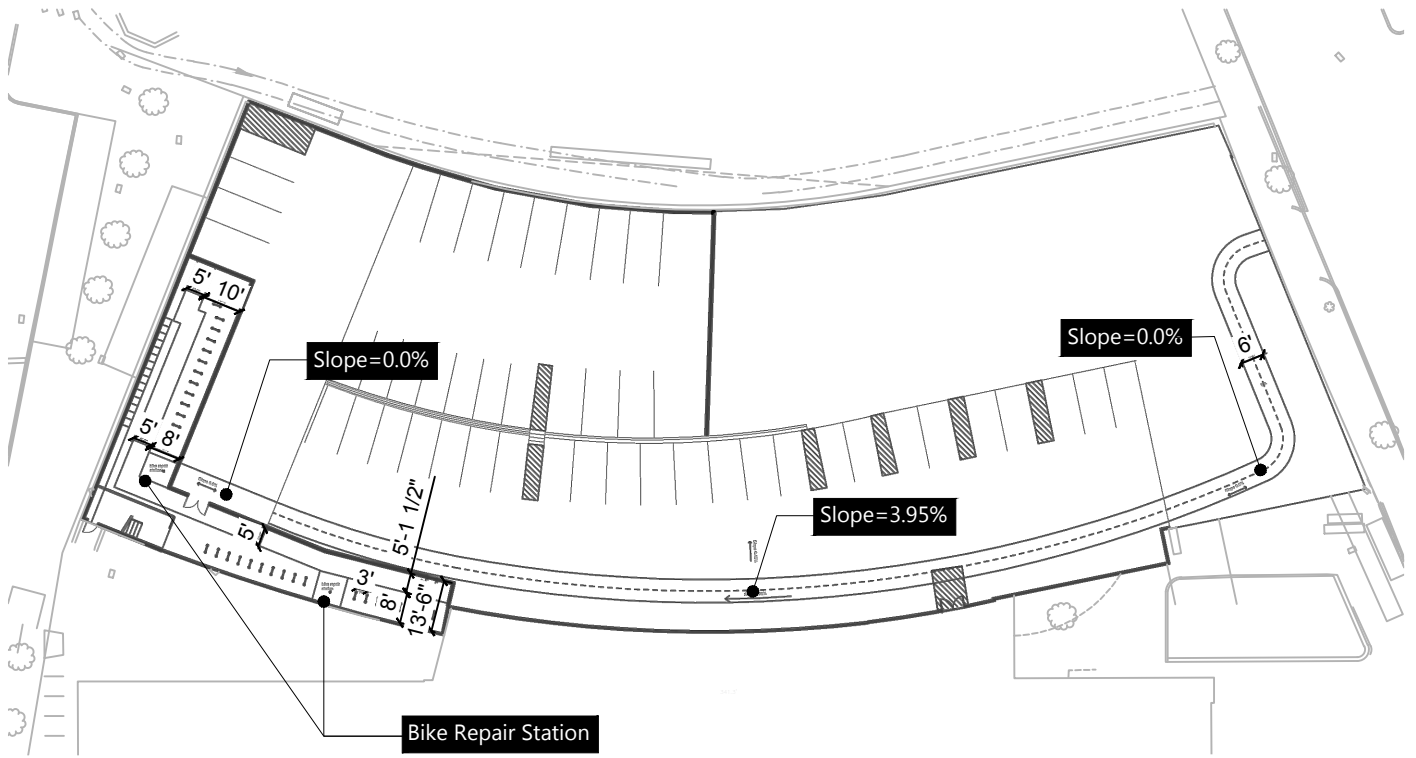 5' 10'
Slope=0.0%
Slope=0.0%
6'
5' 8'
5'-1 1/2"
Slope=3.95%
5'
3'
8'
13'-6"
Bike Repair Station